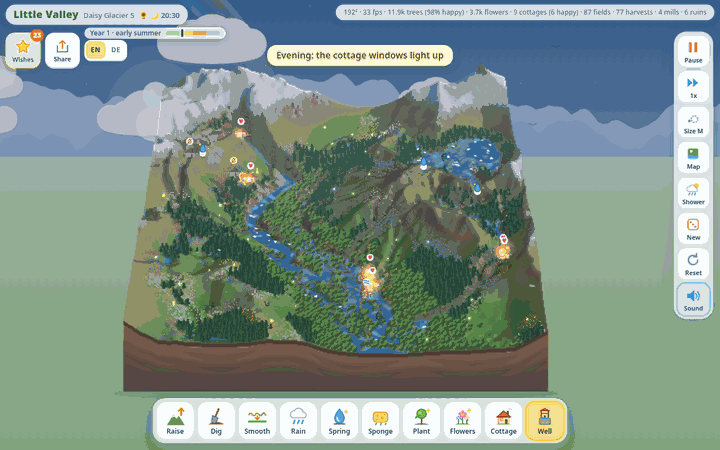 Little Valley Daisy Glacier 5 20:30
192² · 33 fps · 11.9k trees (98% happy) · 3.7k flowers · 9 cottages (6 happy) · 87 fields · 77 harvests · 4 mills · 6 ruins
Year 1 · early summer
23
Wishes
Share
EN DE
Evening: the cottage windows light up
Pause
1x
Size M
Map
Shower
New
Reset
Sound
Raise
Dig
Smooth
Rain
Spring
Sponge
Plant
Flowers
Cottage
Well